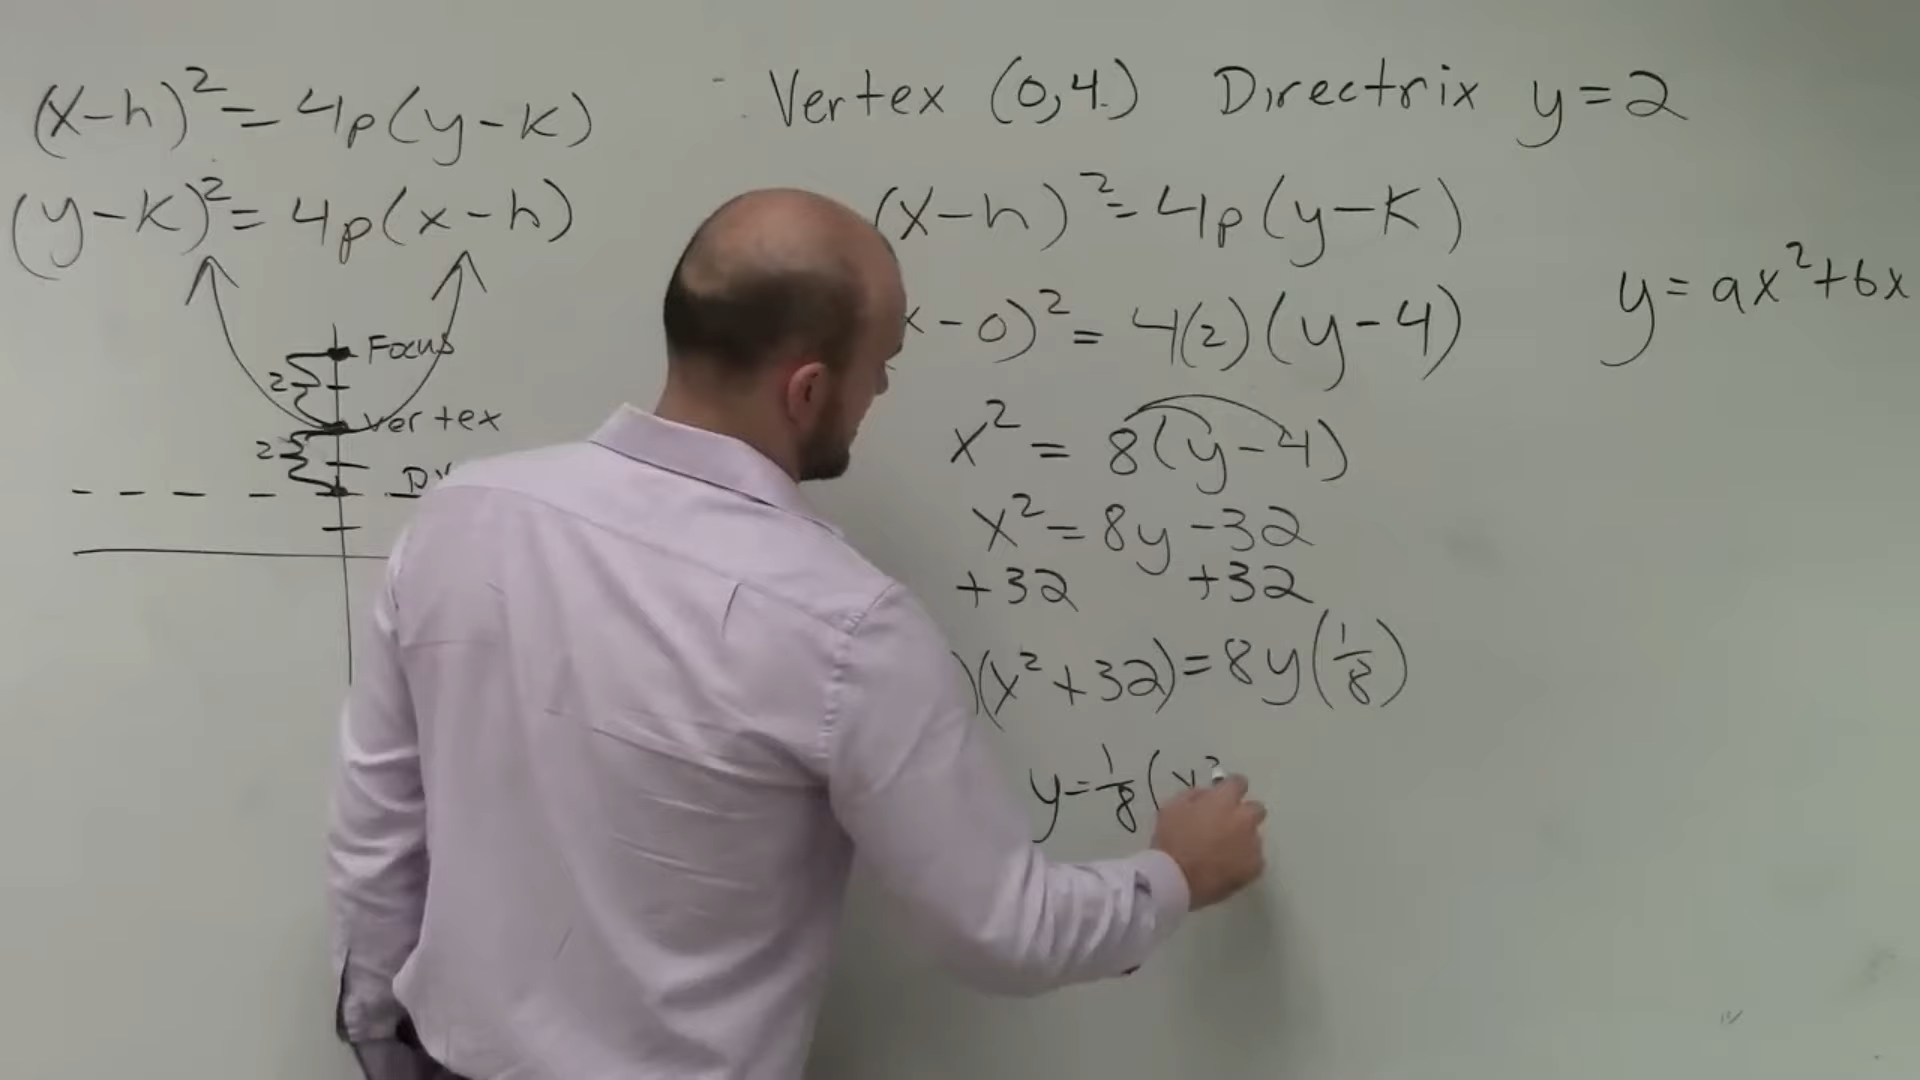 (x-h)² = 4p(y-k)
(y-k)² = 4p(x-h)
Focus
2
Vertex
2
Vertex (0,4) Directrix y=2
(x-h)² = 4p(y-k)
x-0)² = 4(2)(y-4)
x² = 8(y-4)
x² = 8y-32
+32 +32
)(x²+32) = 8y(1/8)
y=1/8(x²
y=ax²+bx